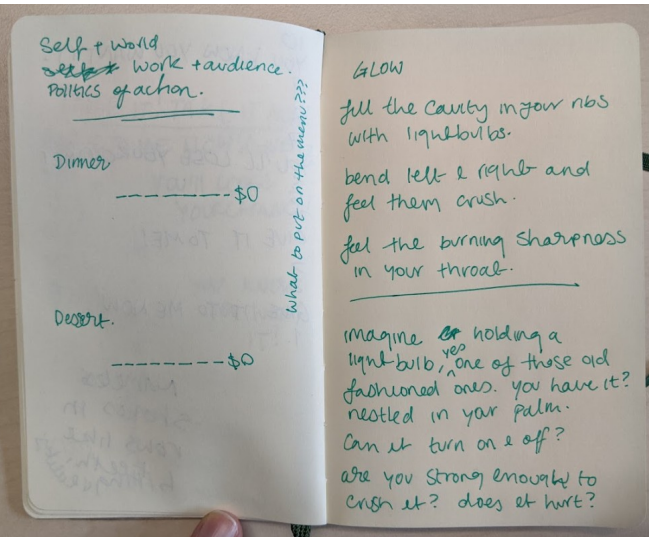 Self + world
work + audience.
Politics of action.
Dinner
--------$0
Dessert.
--------$0
What to put on the menu???
GLOW
fill the cavity in your ribs
with lightbulbs.
bend left & right and
feel them crush.
feel the burning sharpness
in your throat.
imagine holding a
lightbulb, yes one of those old
fashioned ones. you have it?
nestled in your palm.
Can it turn on & off?
are you strong enough to
crush it? does it hurt?